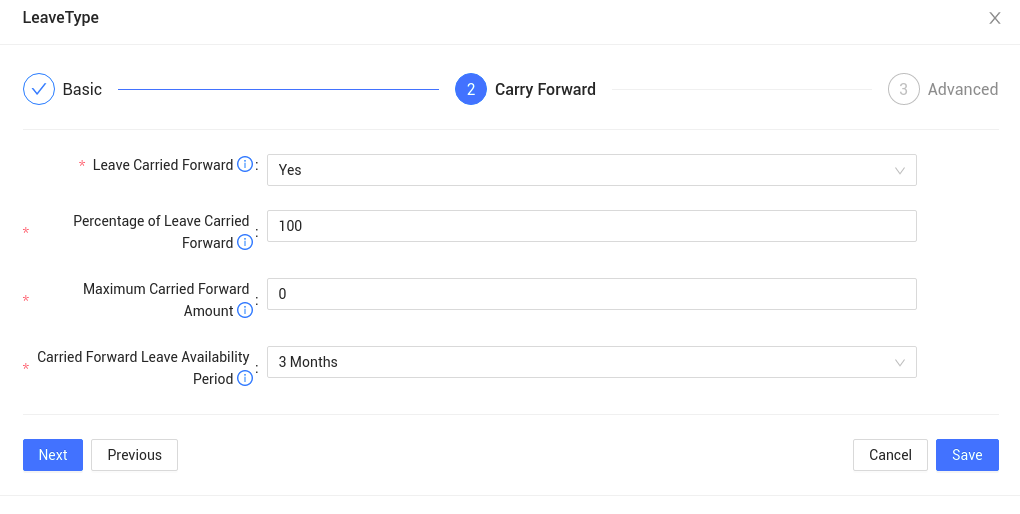 LeaveType
Basic
2 Carry Forward
3 Advanced
* Leave Carried Forward :
Yes
* Percentage of Leave Carried
Forward :
100
* Maximum Carried Forward
Amount :
0
* Carried Forward Leave Availability
Period :
3 Months
Next Previous Cancel Save